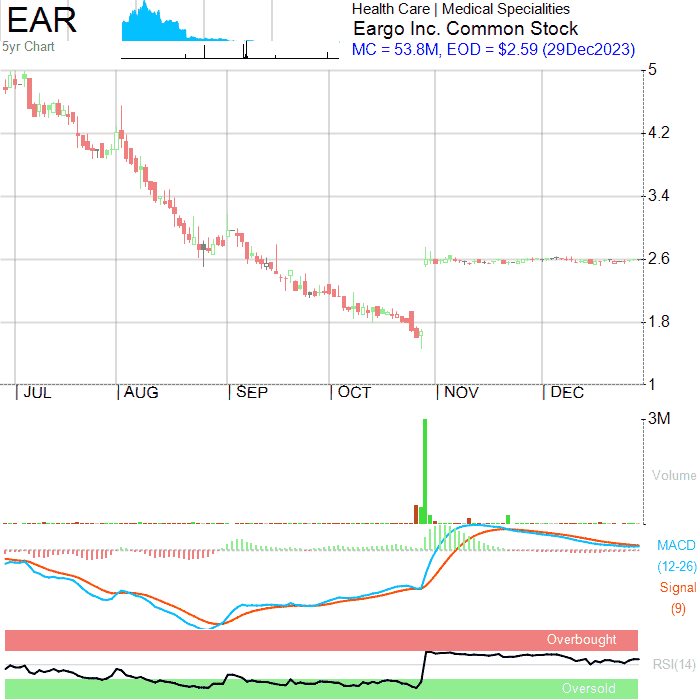 EAR
5yr Chart
Health Care | Medical Specialities
Eargo Inc. Common Stock
MC = 53.8M, EOD = $2.59 (29Dec2023)
5
4.2
3.4
2.6
1.8
1
JUL
AUG
SEP
OCT
NOV
DEC
3M
Volume
MACD
(12-26)
Signal
(9)
Overbought
RSI(14)
Oversold